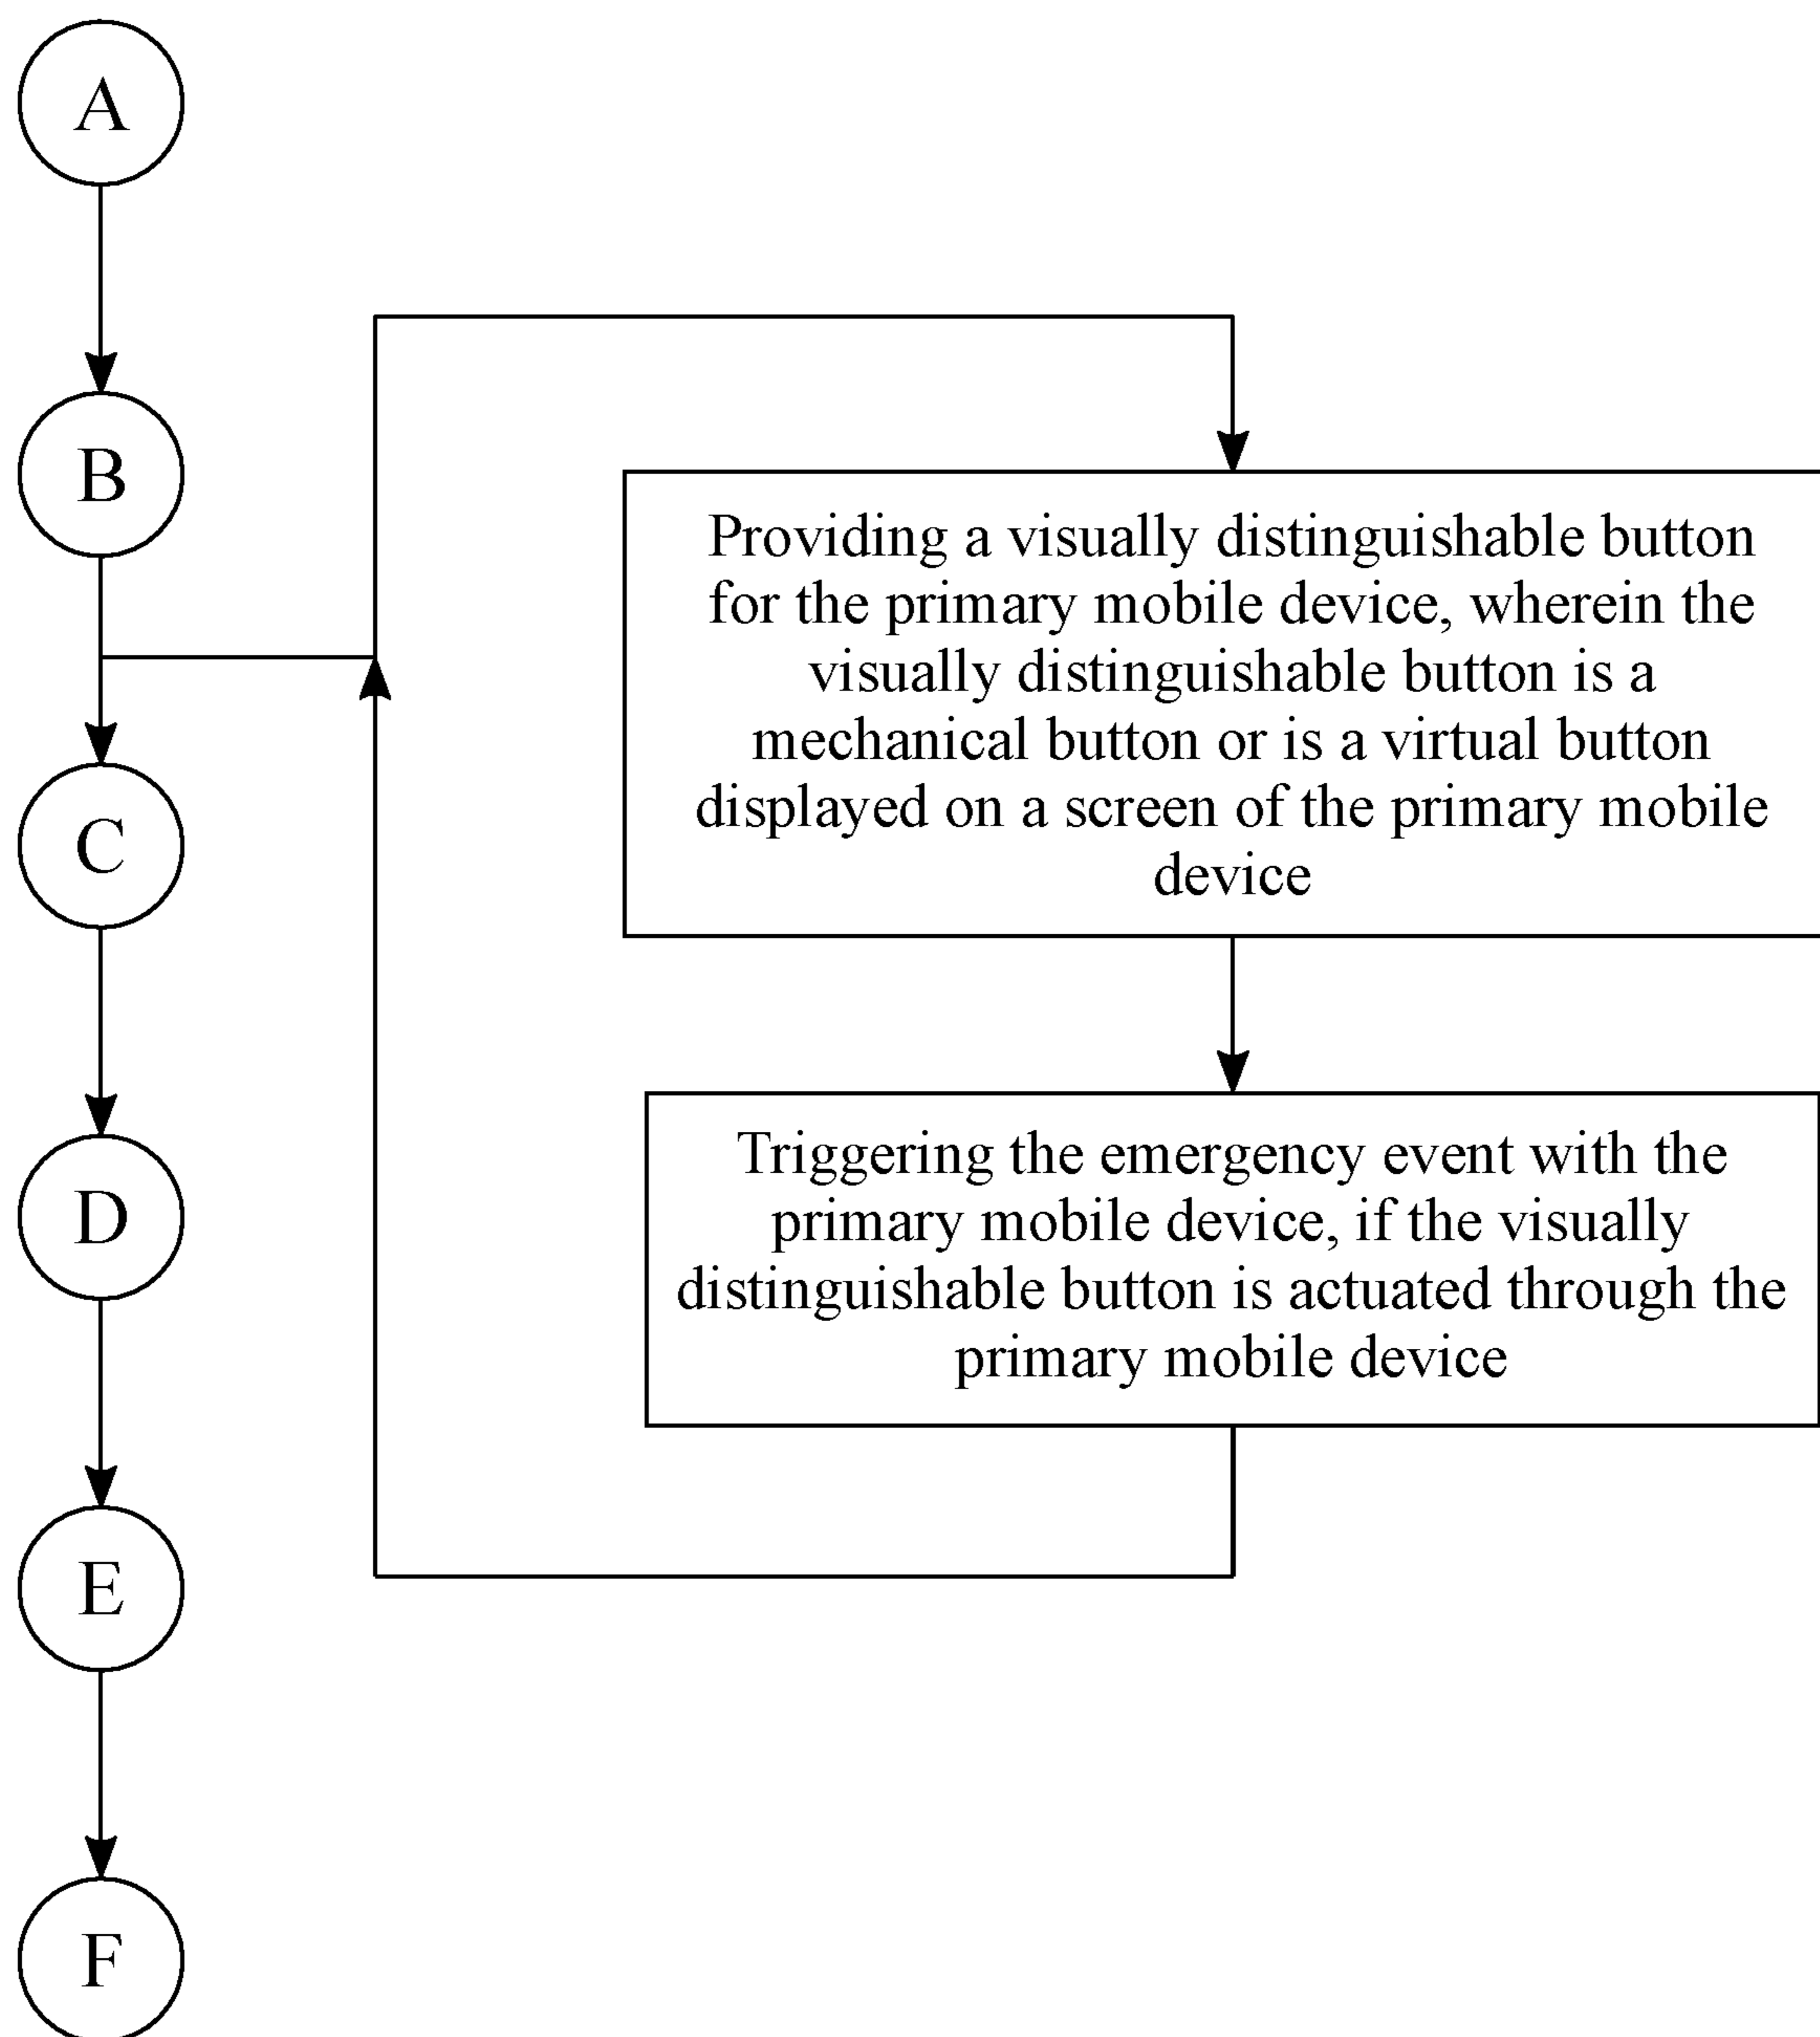 A
B
Providing a visually distinguishable button
for the primary mobile device, wherein the
visually distinguishable button is a
mechanical button or is a virtual button
displayed on a screen of the primary mobile
device
C
Triggering the emergency event with the
primary mobile device, if the visually
distinguishable button is actuated through the
primary mobile device
D
E
F